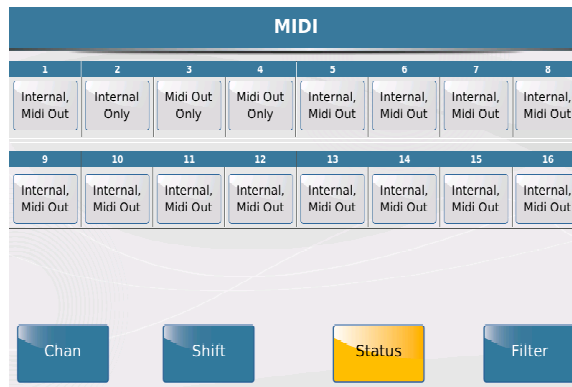 MIDI
1 2 3 4 5 6 7 8
Internal, Internal Midi Out Midi Out Internal, Internal, Internal, Internal,
Midi Out Only Only Only Midi Out Midi Out Midi Out Midi Out
9 10 11 12 13 14 15 16
Internal, Internal, Internal, Internal, Internal, Internal, Internal, Internal,
Midi Out Midi Out Midi Out Midi Out Midi Out Midi Out Midi Out Midi Out
Chan Shift Status Filter